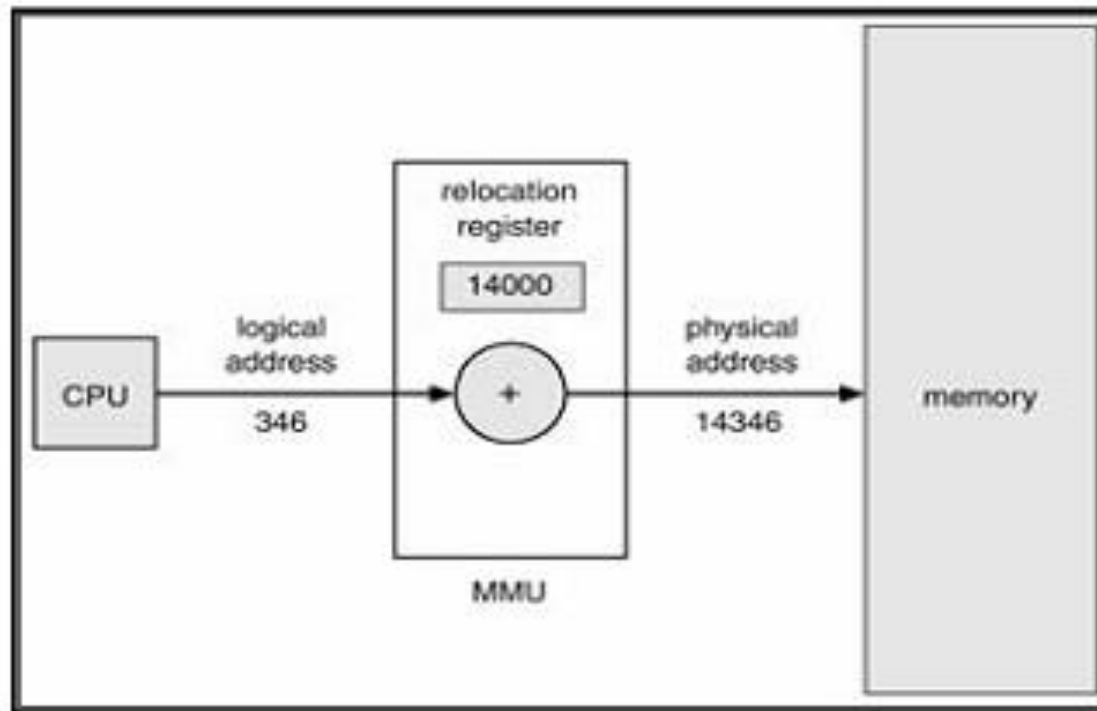 relocation
register
14000
logical
address
physical
address
CPU
+
memory
346
14346
MMU